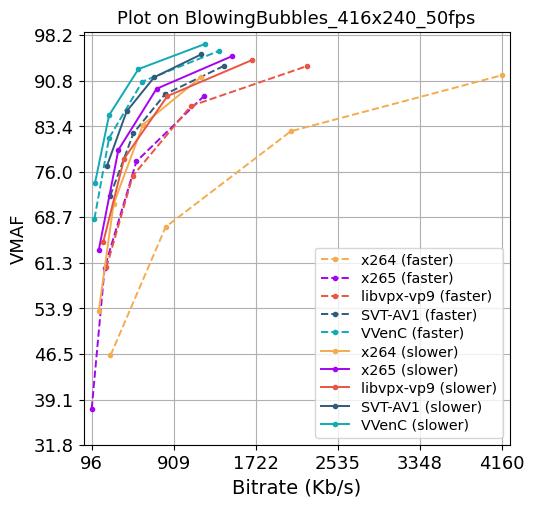 Plot on BlowingBubbles_416x240_50fps
98.2
90.8
83.4
76.0
68.7
61.3
53.9
46.5
39.1
31.8
VMAF
x264 (faster)
x265 (faster)
libvpx-vp9 (faster)
SVT-AV1 (faster)
VVenC (faster)
x264 (slower)
x265 (slower)
libvpx-vp9 (slower)
SVT-AV1 (slower)
VVenC (slower)
96 909 1722 2535 3348 4160
Bitrate (Kb/s)